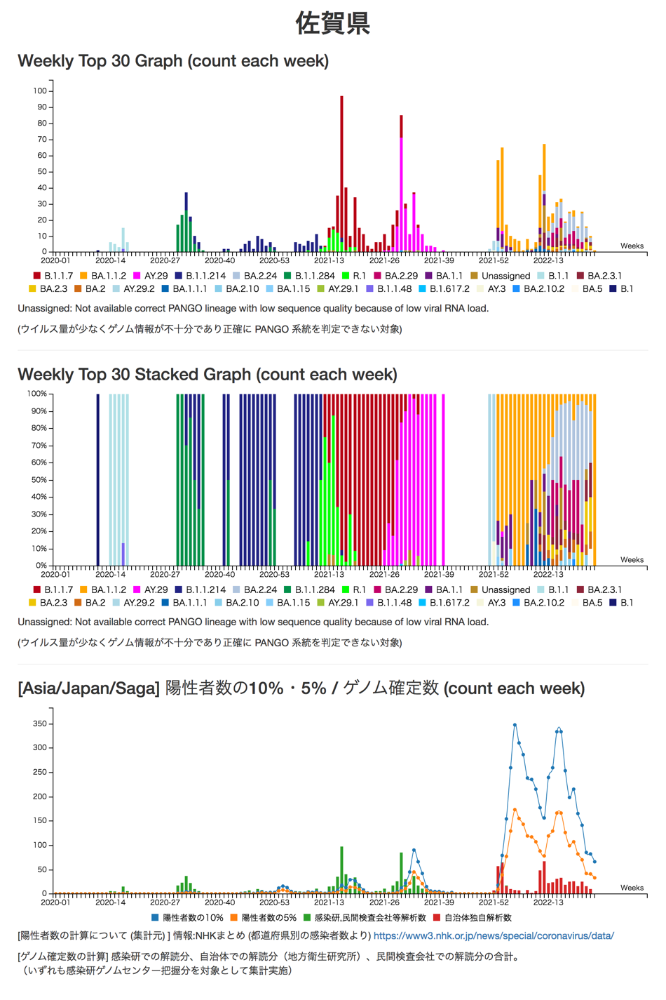 佐賀県
Weekly Top 30 Graph (count each week)
100
90
80
70
60
50
40
30
20
10
0
Weeks
2020-01 2020-14 2020-27 2020-40 2020-53 2021-13 2021-26 2021-39 2021-52 2022-13
B.1.1.7 BA.1.1.2 AY.29 B.1.1.214 BA.2.24 B.1.1.284 R.1 BA.2.29 BA.1.1 Unassigned B.1.1 BA.2.3.1
BA.2.3 BA.2 AY.29.2 BA.1.1.1 BA.2.10 BA.1.15 AY.29.1 B.1.1.48 B.1.617.2 AY.3 BA.2.10.2 BA.5 B.1
Unassigned: Not available correct PANGO lineage with low sequence quality because of low viral RNA load.
(ウイルス量が少なくゲノム情報が不十分であり正確に PANGO 系統を判定できない対象)
Weekly Top 30 Stacked Graph (count each week)
100%
90%
80%
70%
60%
50%
40%
30%
20%
10%
0%
Weeks
2020-01 2020-14 2020-27 2020-40 2020-53 2021-13 2021-26 2021-39 2021-52 2022-13
B.1.1.7 BA.1.1.2 AY.29 B.1.1.214 BA.2.24 B.1.1.284 R.1 BA.2.29 BA.1.1 Unassigned B.1.1 BA.2.3.1
BA.2.3 BA.2 AY.29.2 BA.1.1.1 BA.2.10 BA.1.15 AY.29.1 B.1.1.48 B.1.617.2 AY.3 BA.2.10.2 BA.5 B.1
Unassigned: Not available correct PANGO lineage with low sequence quality because of low viral RNA load.
(ウイルス量が少なくゲノム情報が不十分であり正確に PANGO 系統を判定できない対象)
[Asia/Japan/Saga] 陽性者数の10%・5% / ゲノム確定数 (count each week)
350
300
250
200
150
100
50
0
Weeks
2020-01 2020-14 2020-27 2020-40 2020-53 2021-13 2021-26 2021-39 2021-52 2022-13
陽性者数の10% 陽性者数の5% 感染研,民間検査会社等解析数 自治体独自解析数
[陽性者数の計算について (集計元) ] 情報:NHKまとめ (都道府県別の感染者数より) https://www3.nhk.or.jp/news/special/coronavirus/data/
[ゲノム確定数の計算] 感染研での解読分、自治体での解読分（地方衛生研究所）、民間検査会社での解読分の合計。
（いずれも感染研ゲノムセンター把握分を対象として集計実施）